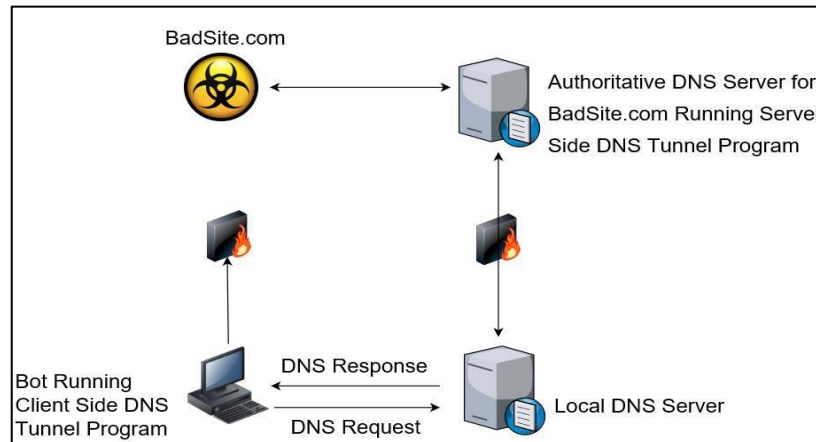 BadSite.com
Authoritative DNS Server for
BadSite.com Running Server
Side DNS Tunnel Program
DNS Response
Bot Running
Client Side DNS
Tunnel Program
DNS Request
Local DNS Server